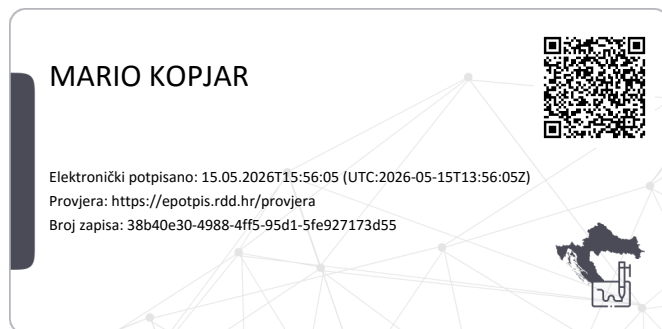 MARIO KOPJAR
Elektronički potpisano: 15.05.2026T15:56:05 (UTC:2026-05-15T13:56:05Z)
Provjera: https://epotpis.rdd.hr/provjera
Broj zapisa: 38b40e30-4988-4ff5-95d1-5fe927173d55